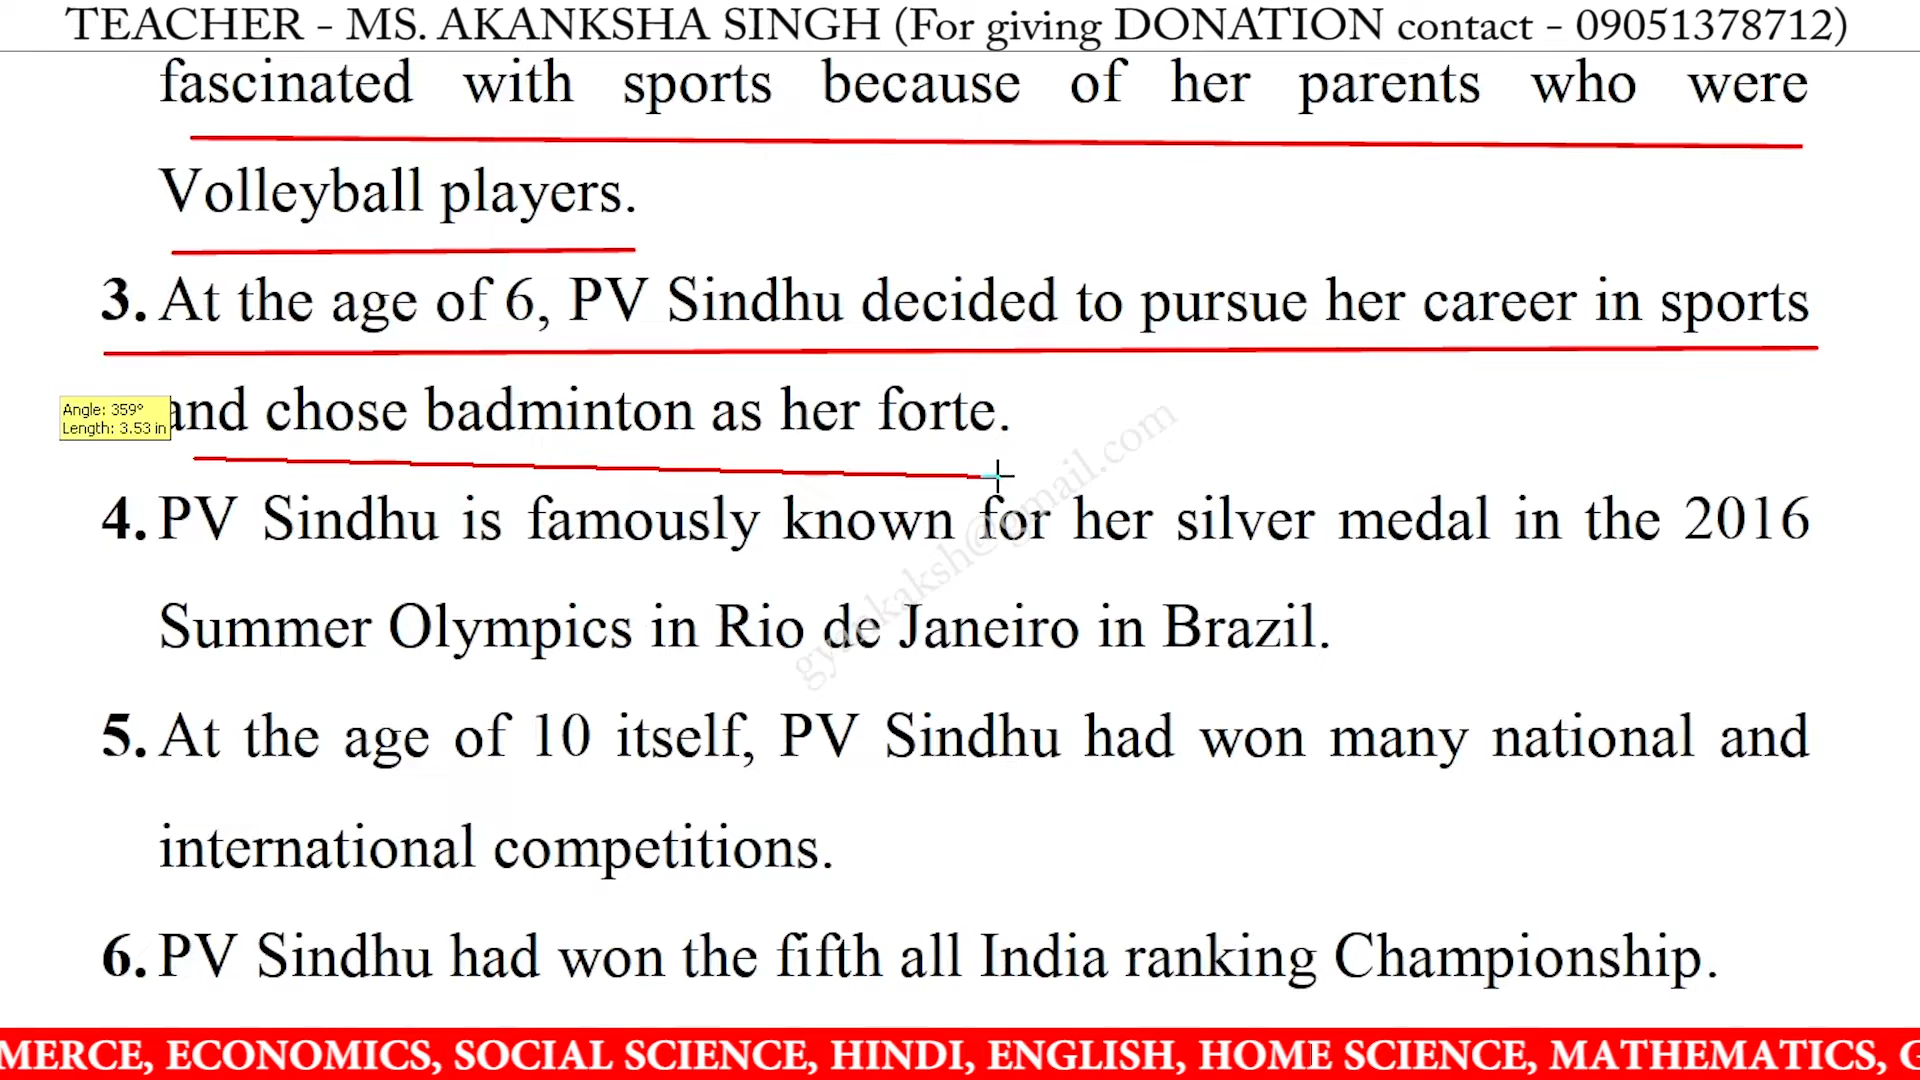 TEACHER - MS. AKANKSHA SINGH (For giving DONATION contact - 09051378712)
fascinated with sports because of her parents who were
Volleyball players.
3. At the age of 6, PV Sindhu decided to pursue her career in sports
Angle: 359°
Length: 3.53 in
and chose badminton as her forte.
4. PV Sindhu is famously known for her silver medal in the 2016
Summer Olympics in Rio de Janeiro in Brazil.
5. At the age of 10 itself, PV Sindhu had won many national and
international competitions.
6. PV Sindhu had won the fifth all India ranking Championship.
MERCE, ECONOMICS, SOCIAL SCIENCE, HINDI, ENGLISH, HOME SCIENCE, MATHEMATICS, G